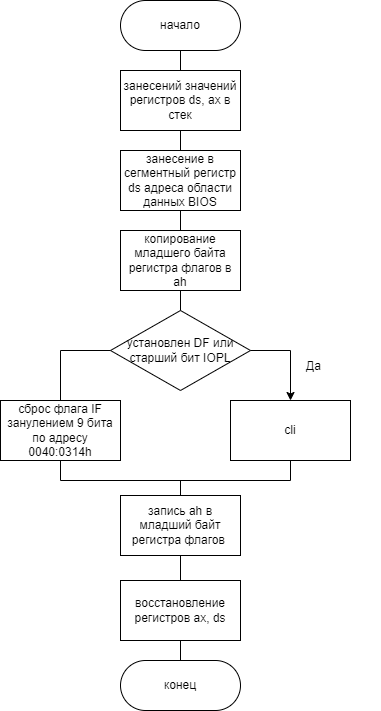 начало
занесений значений
регистров ds, ax в
стек
занесение в
сегментный регистр
ds адреса области
данных BIOS
копирование
младшего байта
регистра флагов в
ah
установлен DF или
старший бит IOPL
Да
сброс флага IF
занулением 9 бита
по адресу
0040:0314h
cli
запись ah в
младший байт
регистра флагов
восстановление
регистров ax, ds
конец